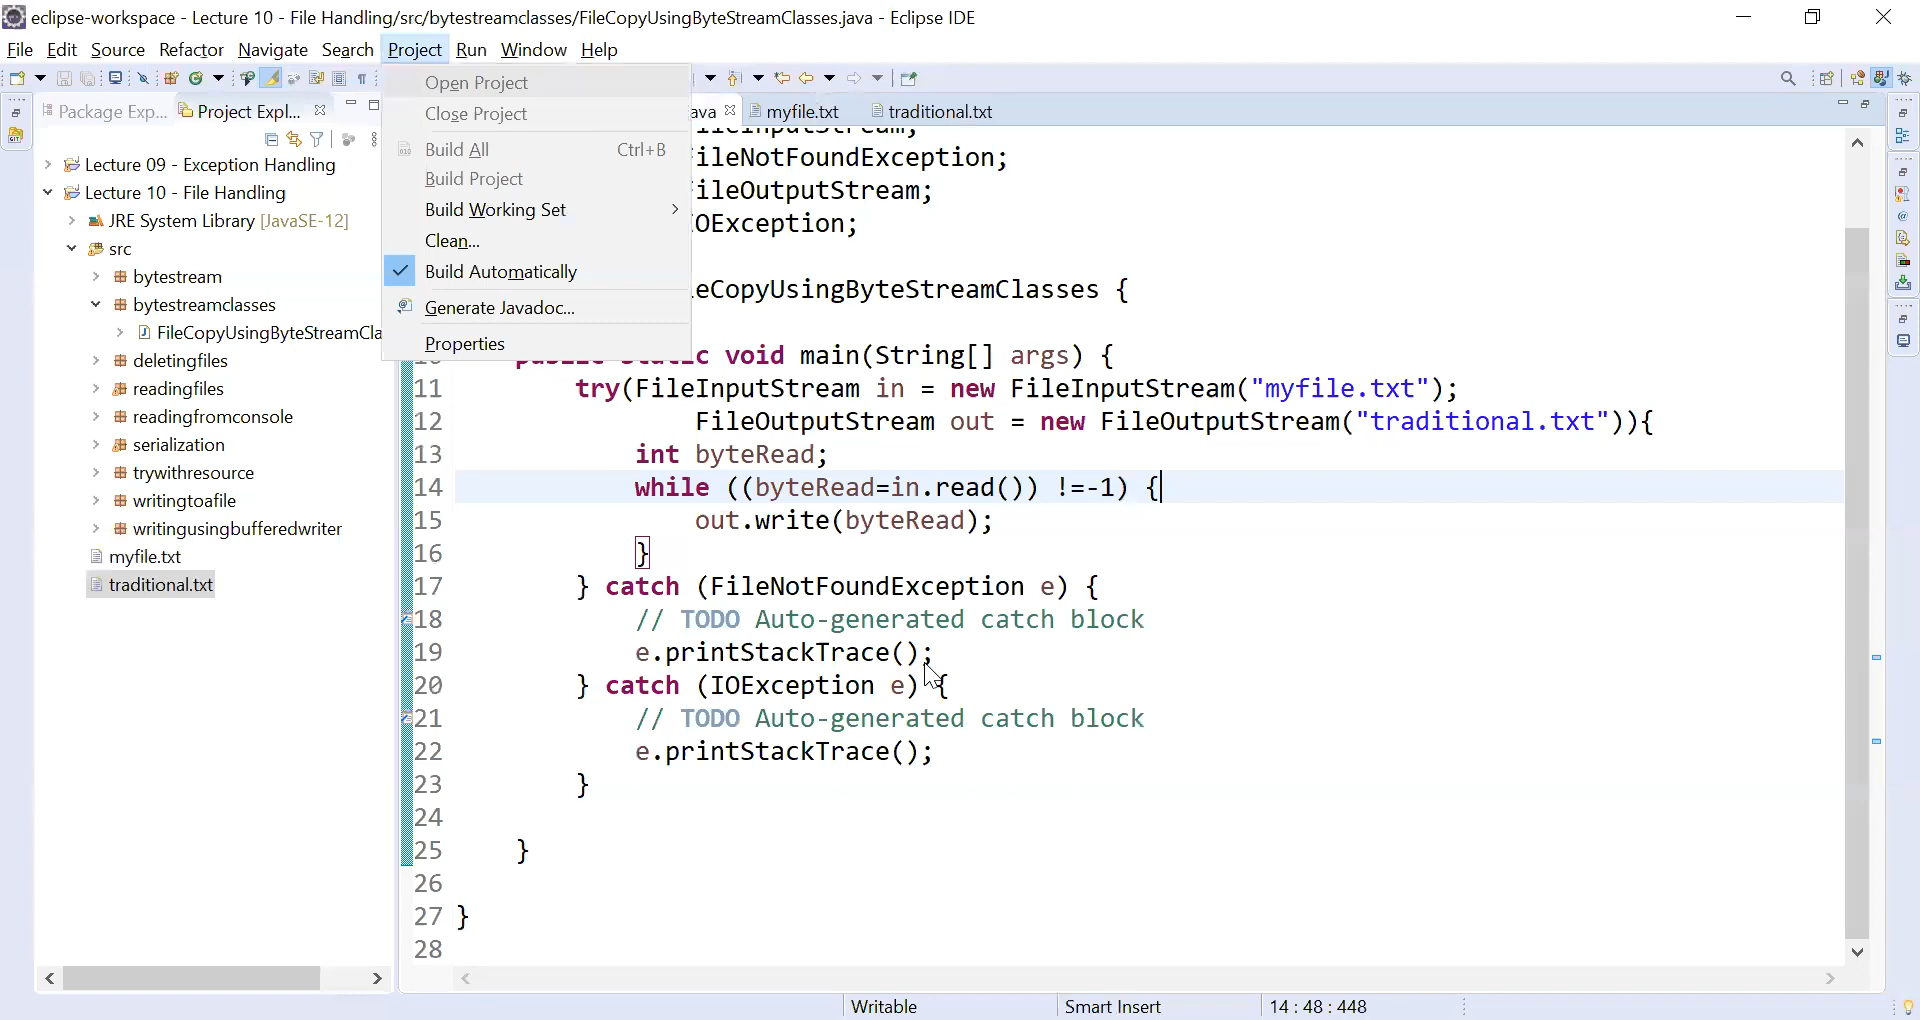 eclipse-workspace - Lecture 10 - File Handling/src/bytestreamclasses/FileCopyUsingByteStreamClasses.java - Eclipse IDE
File Edit Source Refactor Navigate Search Project Run Window Help
Package Exp... Project Expl...
ava myfile.txt traditional.txt
Open Project
Close Project
Build All Ctrl+B
Build Project
Build Working Set
Clean...
Build Automatically
Generate Javadoc...
Properties
Lecture 09 - Exception Handling
Lecture 10 - File Handling
JRE System Library [JavaSE-12]
src
bytestream
bytestreamclasses
FileCopyUsingByteStreamCla
deletingfiles
readingfiles
readingfromconsole
serialization
trywithresource
writingtoafile
writingusingbufferedwriter
myfile.txt
traditional.txt
ileInputStream;
ileNotFoundException;
ileOutputStream;
OException;
eCopyUsingByteStreamClasses {
10 public static void main(String[] args) {
11 try(FileInputStream in = new FileInputStream("myfile.txt");
12 FileOutputStream out = new FileOutputStream("traditional.txt")){
13 int byteRead;
14 while ((byteRead=in.read()) !=-1) {
15 out.write(byteRead);
16 }
17 } catch (FileNotFoundException e) {
18 // TODO Auto-generated catch block
19 e.printStackTrace();
20 } catch (IOException e) {
21 // TODO Auto-generated catch block
22 e.printStackTrace();
23 }
24
25 }
26
27 }
28
Writable Smart Insert 14 : 48 : 448